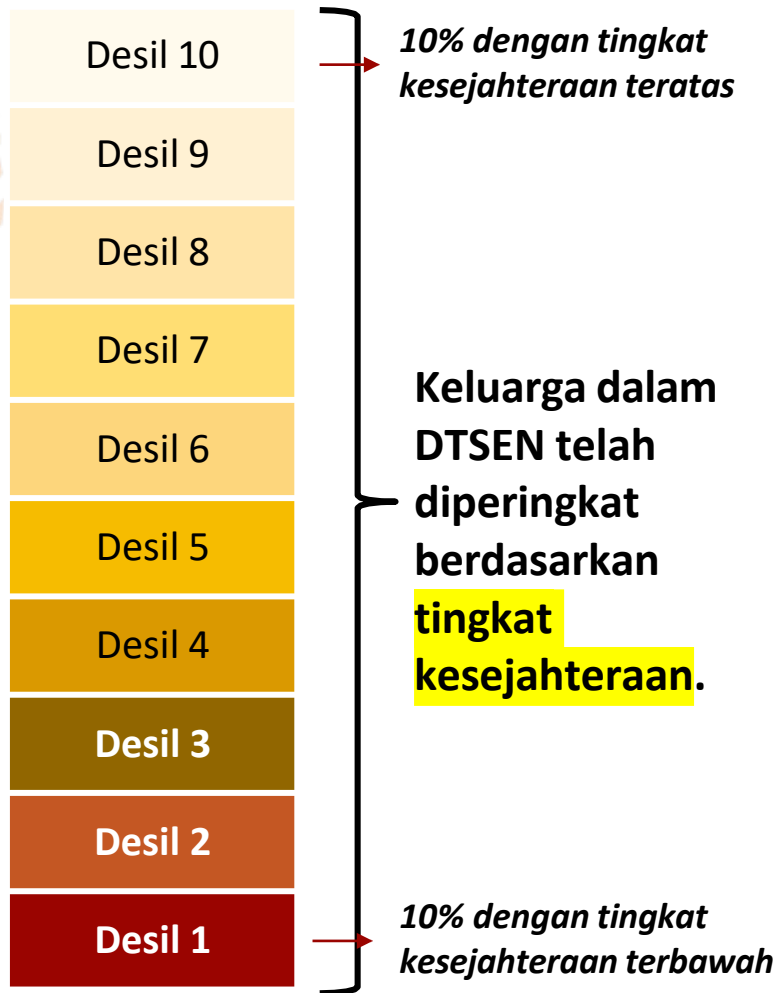 Desil 10
10% dengan tingkat
kesejahteraan teratas
Desil 9
Desil 8
Desil 7
Desil 6
Desil 5
Desil 4
Desil 3
Desil 2
Desil 1
Keluarga dalam
DTSEN telah
diperingkat
berdasarkan
tingkat
kesejahteraan.
10% dengan tingkat
kesejahteraan terbawah